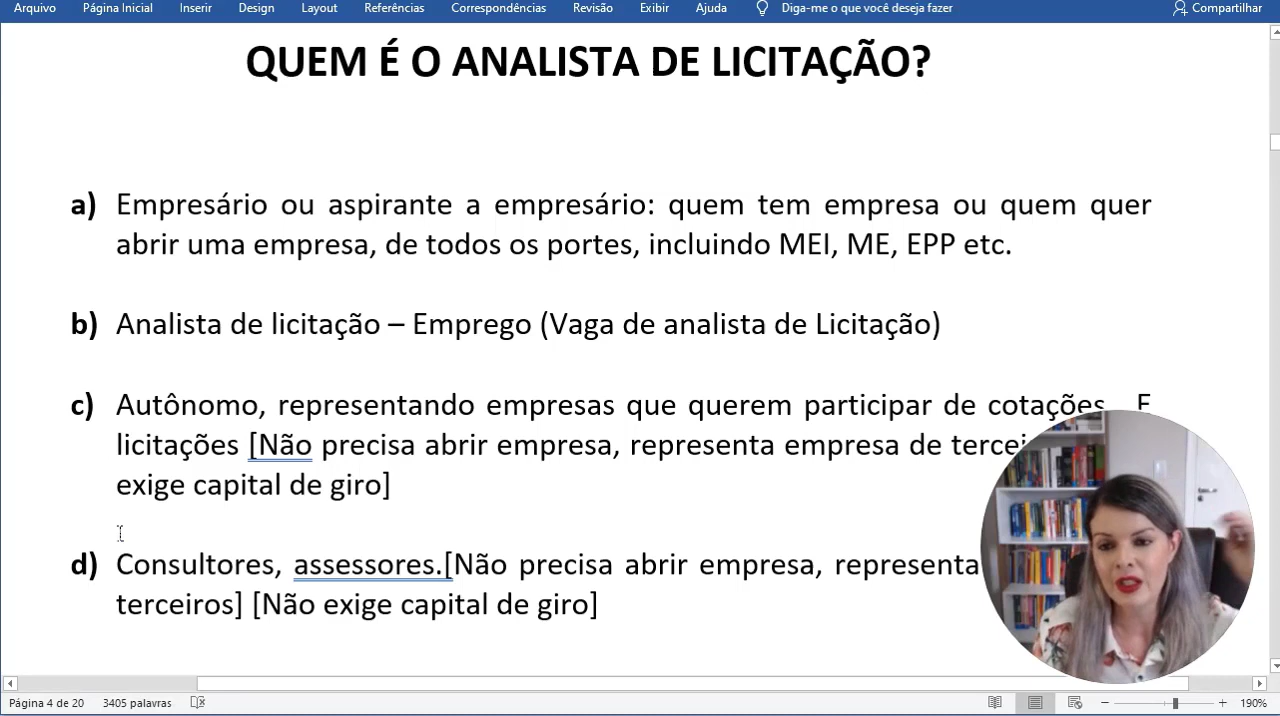 Arquivo Página Inicial Inserir Design Layout Referências Correspondências Revisão Exibir Ajuda Diga-me o que você deseja fazer Compartilhar
QUEM É O ANALISTA DE LICITAÇÃO?
a) Empresário ou aspirante a empresário: quem tem empresa ou quem quer
abrir uma empresa, de todos os portes, incluindo MEI, ME, EPP etc.
b) Analista de licitação – Emprego (Vaga de analista de Licitação)
c) Autônomo, representando empresas que querem participar de cotações E
licitações [Não precisa abrir empresa, representa empresa de
exige capital de giro]
d) Consultores, assessores.[Não precisa abrir empresa, representa
terceiros] [Não exige capital de giro]
Página 4 de 20 3405 palavras 190%